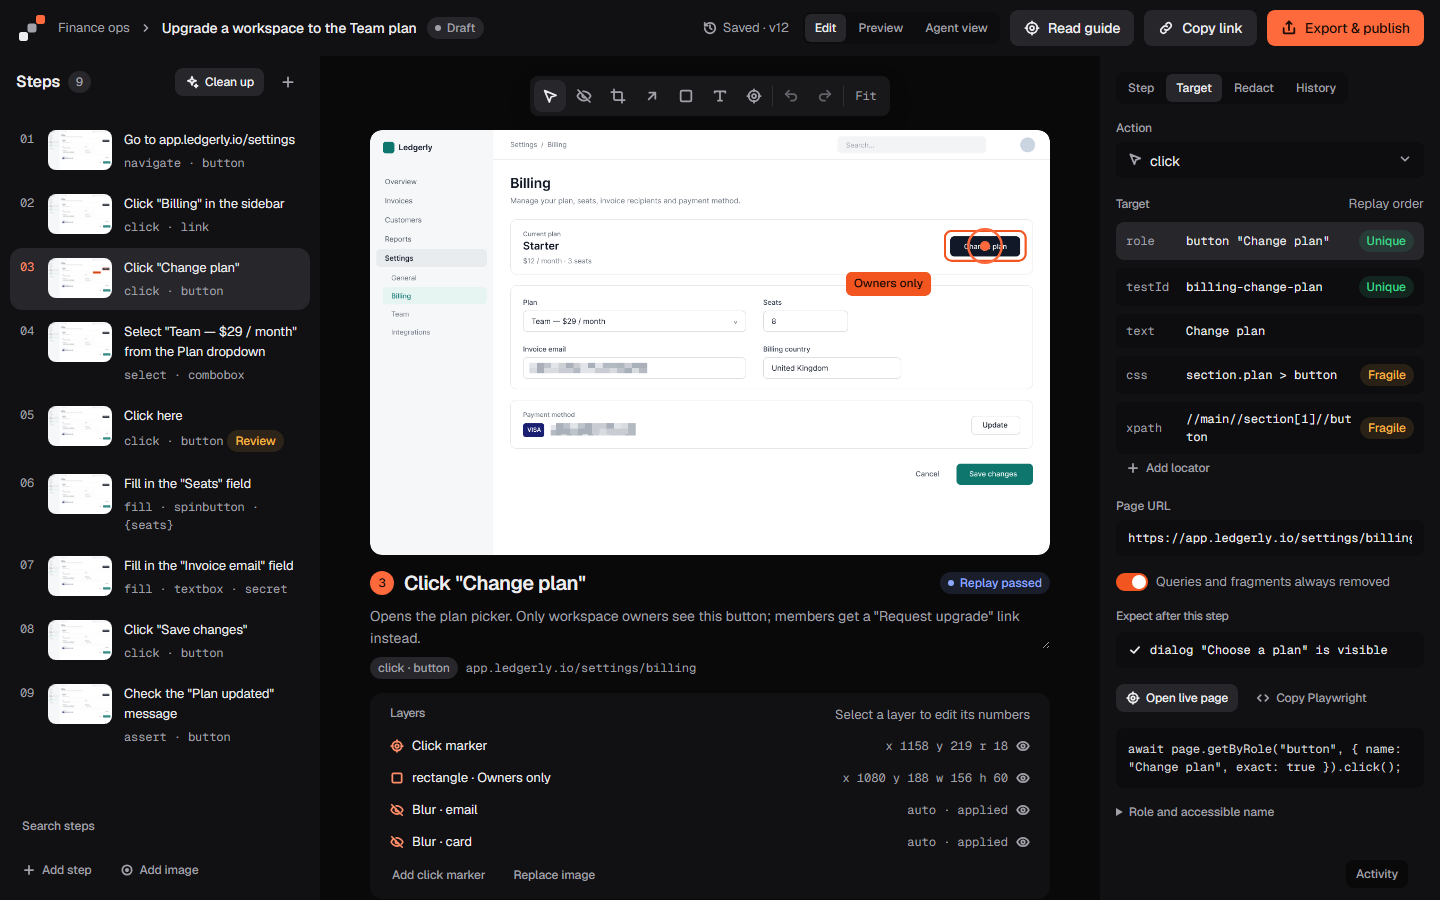 Finance ops
Upgrade a workspace to the Team plan
Draft
Saved · v12
Edit
Preview
Agent view
Read guide
Copy link
Export & publish
Steps
9
Clean up
01
Go to app.ledgerly.io/settings
navigate · button
02
Click "Billing" in the sidebar
click · link
03
Click "Change plan"
click · button
04
Select "Team — $29 / month"
from the Plan dropdown
select · combobox
05
Click here
click · button
Review
06
Fill in the "Seats" field
fill · spinbutton ·
{seats}
07
Fill in the "Invoice email" field
fill · textbox · secret
08
Click "Save changes"
click · button
09
Check the "Plan updated"
message
assert · button
Search steps
Add step
Add image
Fit
Ledgerly
Overview
Invoices
Customers
Reports
Settings
General
Billing
Team
Integrations
Settings / Billing
Search...
Billing
Manage your plan, seats, invoice recipients and payment method.
Current plan
Starter
$12 / month · 3 seats
Change plan
Owners only
Plan
Team — $29 / month
Seats
8
Invoice email
Billing country
United Kingdom
Payment method
VISA
Update
Cancel
Save changes
3
Click "Change plan"
Replay passed
Opens the plan picker. Only workspace owners see this button; members get a "Request upgrade" link
instead.
click · button
app.ledgerly.io/settings/billing
Layers
Select a layer to edit its numbers
Click marker
x 1158 y 219 r 18
rectangle · Owners only
x 1080 y 188 w 156 h 60
Blur · email
auto · applied
Blur · card
auto · applied
Add click marker
Replace image
Step
Target
Redact
History
Action
click
Target
Replay order
role
button "Change plan"
Unique
testId
billing-change-plan
Unique
text
Change plan
css
section.plan > button
Fragile
xpath
//main//section[1]//but
ton
Fragile
Add locator
Page URL
https://app.ledgerly.io/settings/billing
Queries and fragments always removed
Expect after this step
dialog "Choose a plan" is visible
Open live page
Copy Playwright
await page.getByRole("button", { name:
"Change plan", exact: true }).click();
Role and accessible name
Activity